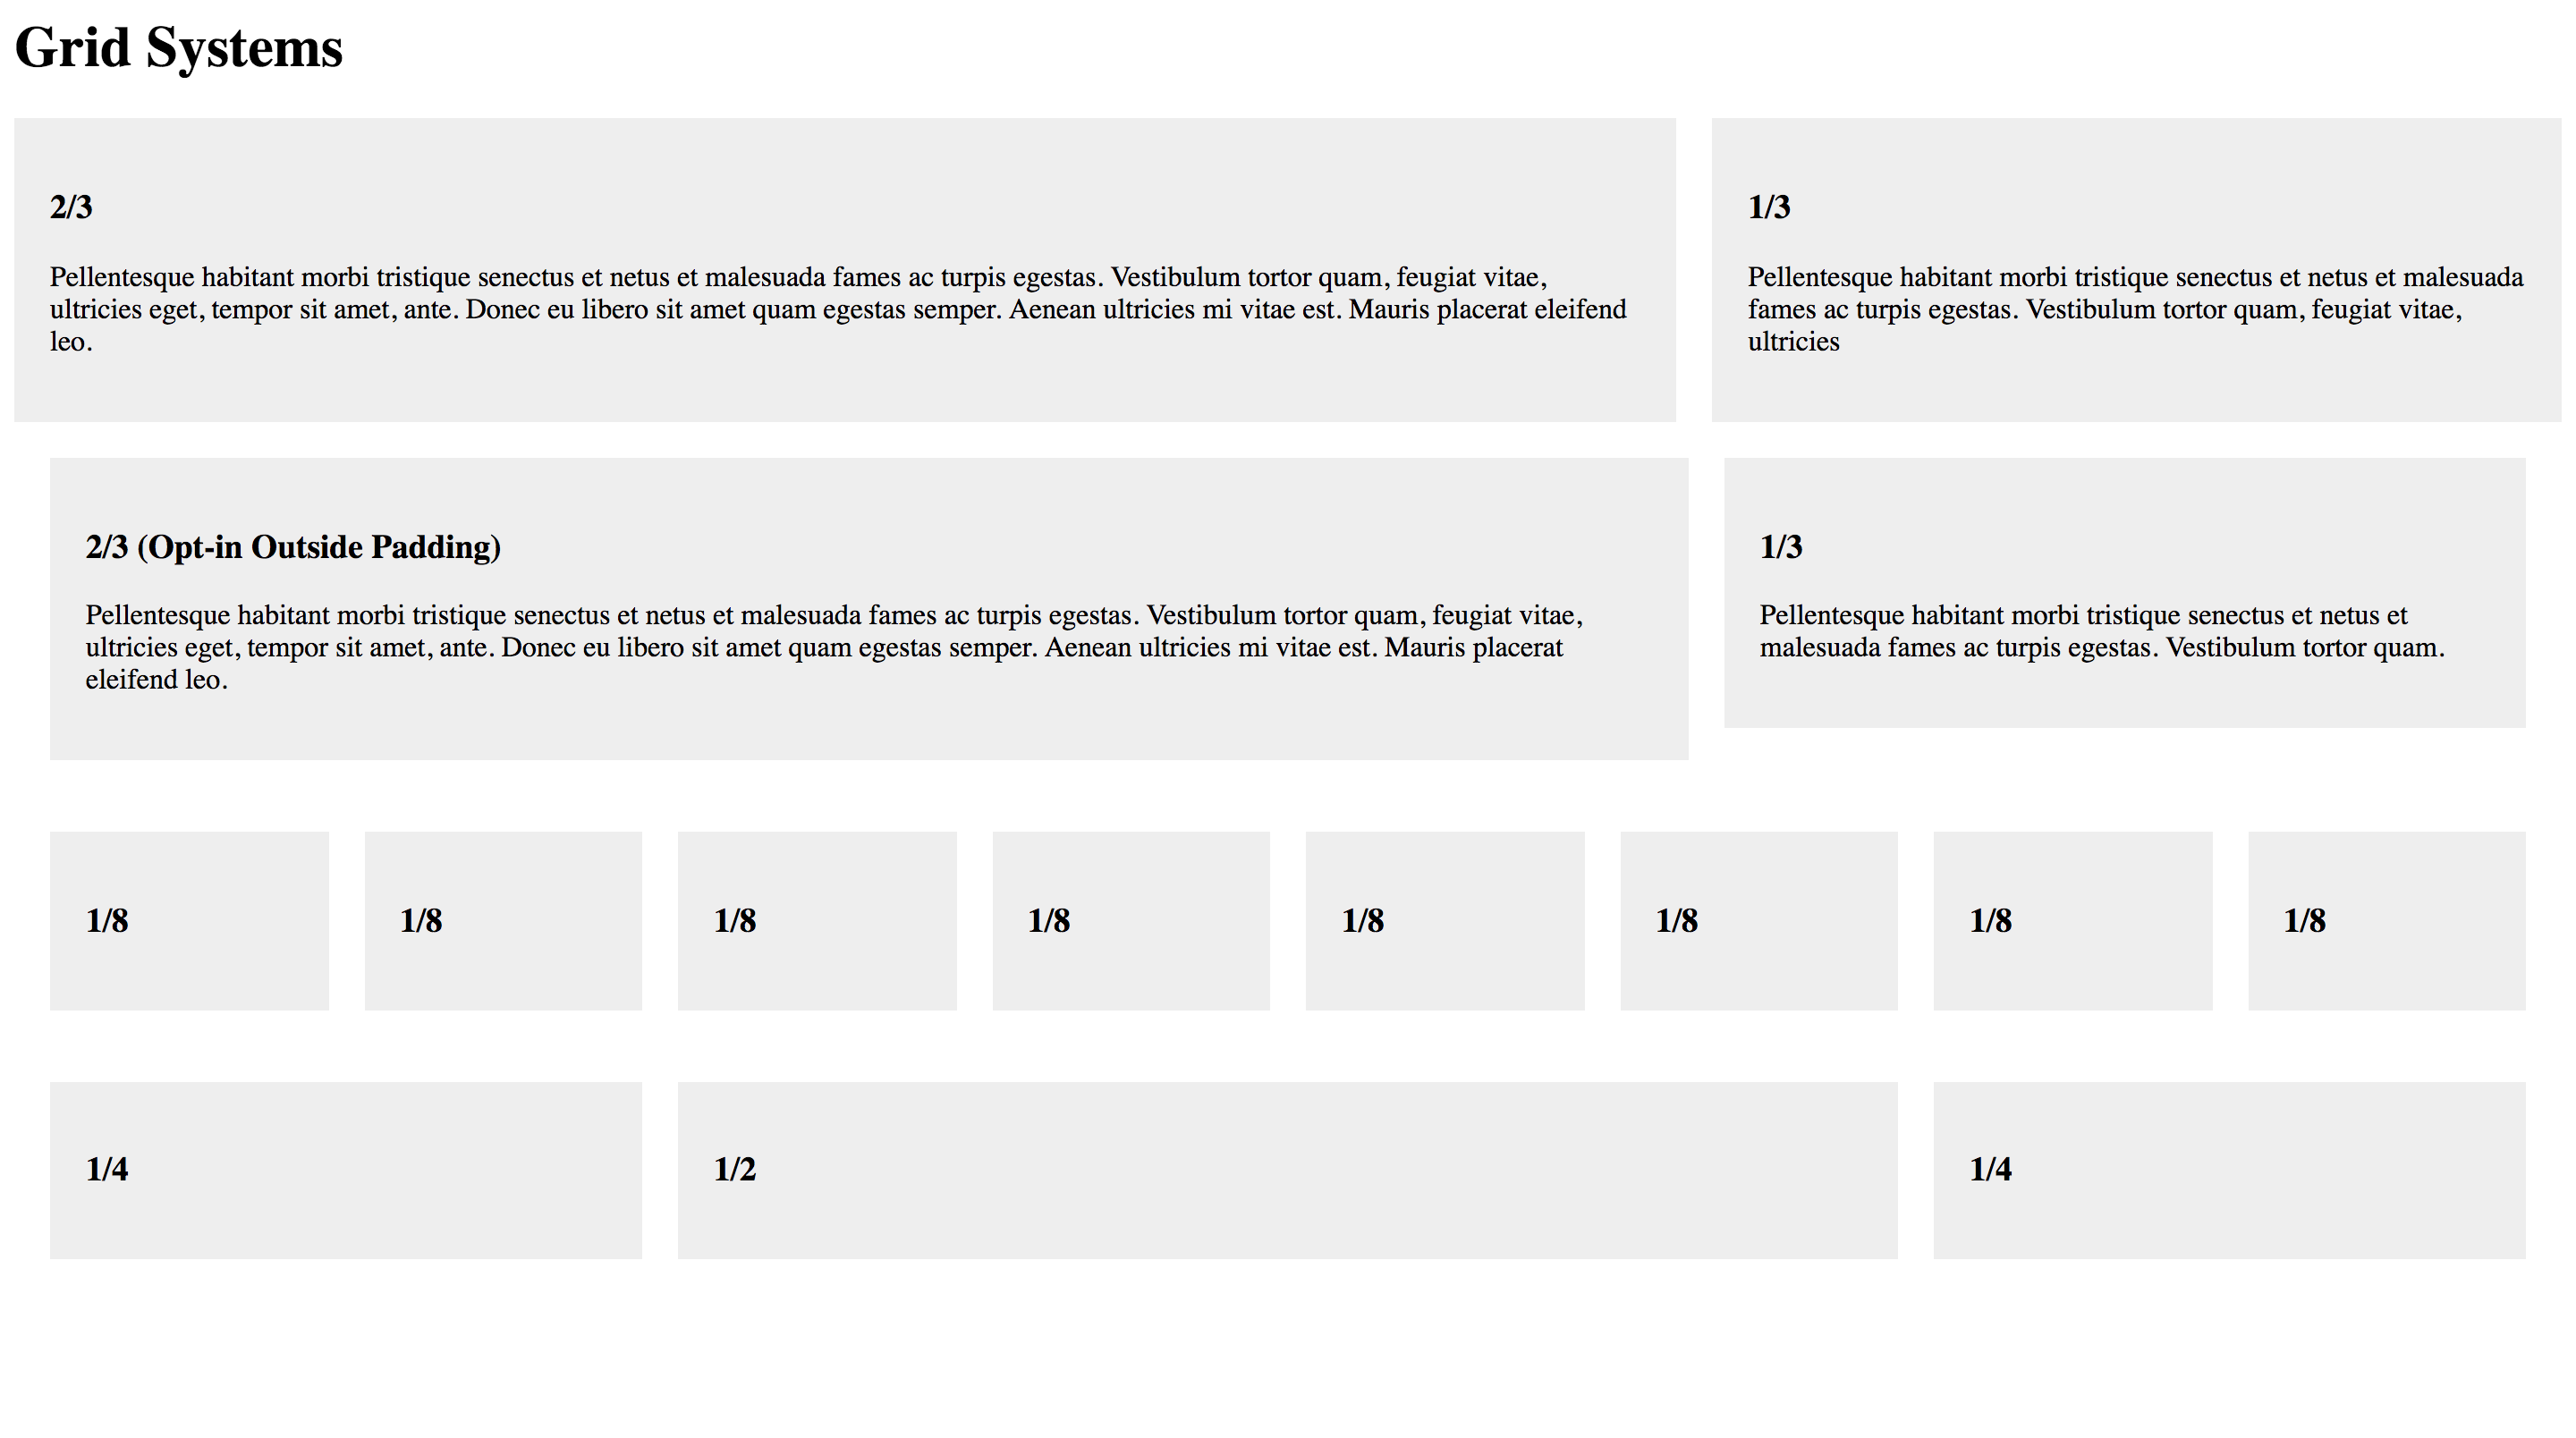 Grid Systems
2/3
Pellentesque habitant morbi tristique senectus et netus et malesuada fames ac turpis egestas. Vestibulum tortor quam, feugiat vitae,
ultricies eget, tempor sit amet, ante. Donec eu libero sit amet quam egestas semper. Aenean ultricies mi vitae est. Mauris placerat eleifend
leo.
1/3
Pellentesque habitant morbi tristique senectus et netus et malesuada
fames ac turpis egestas. Vestibulum tortor quam, feugiat vitae,
ultricies
2/3 (Opt-in Outside Padding)
Pellentesque habitant morbi tristique senectus et netus et malesuada fames ac turpis egestas. Vestibulum tortor quam, feugiat vitae,
ultricies eget, tempor sit amet, ante. Donec eu libero sit amet quam egestas semper. Aenean ultricies mi vitae est. Mauris placerat
eleifend leo.
1/3
Pellentesque habitant morbi tristique senectus et netus et
malesuada fames ac turpis egestas. Vestibulum tortor quam.
1/8
1/8
1/8
1/8
1/8
1/8
1/8
1/8
1/4
1/2
1/4